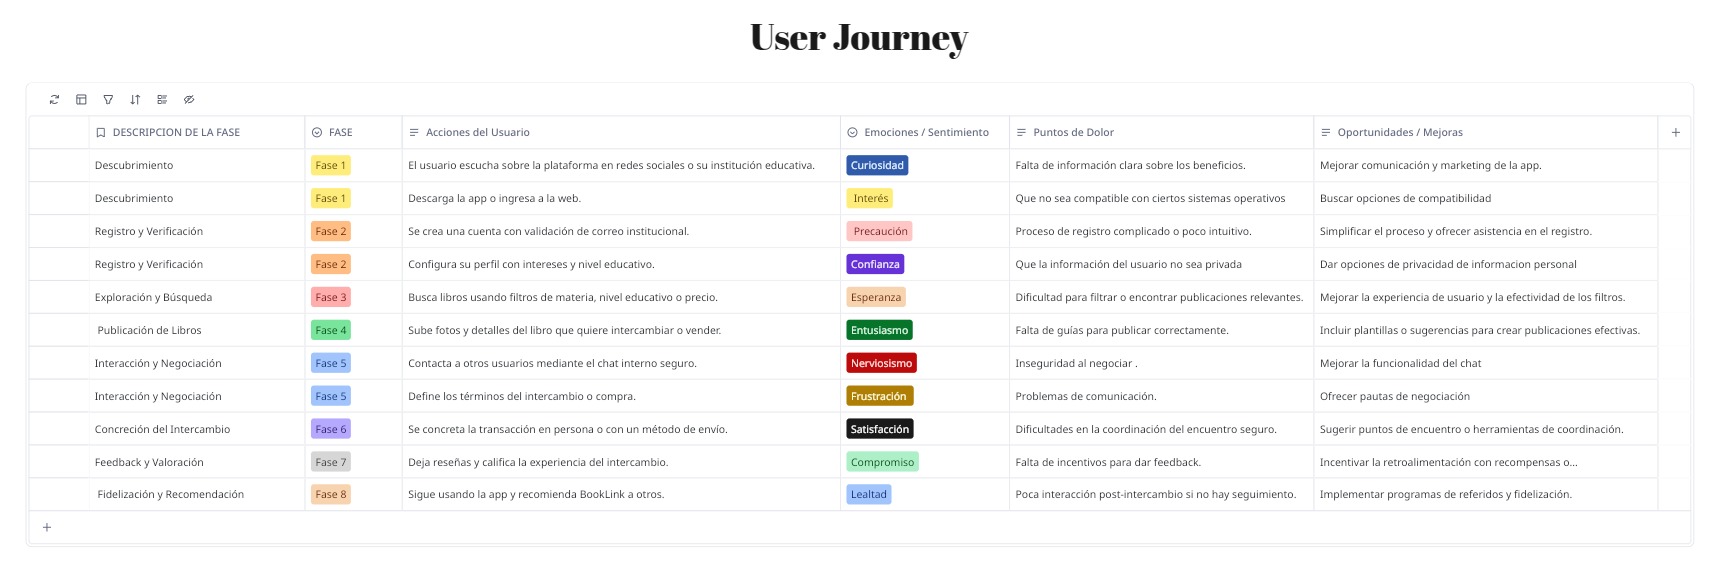 User Journey
DESCRIPCION DE LA FASE FASE Acciones del Usuario Emociones / Sentimiento Puntos de Dolor Oportunidades / Mejoras
Descubrimiento Fase 1 El usuario escucha sobre la plataforma en redes sociales o su institución educativa. Curiosidad Falta de información clara sobre los beneficios. Mejorar comunicación y marketing de la app.
Descubrimiento Fase 1 Descarga la app o ingresa a la web. Interés Que no sea compatible con ciertos sistemas operativos Buscar opciones de compatibilidad
Registro y Verificación Fase 2 Se crea una cuenta con validación de correo institucional. Precaución Proceso de registro complicado o poco intuitivo. Simplificar el proceso y ofrecer asistencia en el registro.
Registro y Verificación Fase 2 Configura su perfil con intereses y nivel educativo. Confianza Que la información del usuario no sea privada Dar opciones de privacidad de informacion personal
Exploración y Búsqueda Fase 3 Busca libros usando filtros de materia, nivel educativo o precio. Esperanza Dificultad para filtrar o encontrar publicaciones relevantes. Mejorar la experiencia de usuario y la efectividad de los filtros.
Publicación de Libros Fase 4 Sube fotos y detalles del libro que quiere intercambiar o vender. Entusiasmo Falta de guías para publicar correctamente. Incluir plantillas o sugerencias para crear publicaciones efectivas.
Interacción y Negociación Fase 5 Contacta a otros usuarios mediante el chat interno seguro. Nerviosismo Inseguridad al negociar . Mejorar la funcionalidad del chat
Interacción y Negociación Fase 5 Define los términos del intercambio o compra. Frustración Problemas de comunicación. Ofrecer pautas de negociación
Concreción del Intercambio Fase 6 Se concreta la transacción en persona o con un método de envío. Satisfacción Dificultades en la coordinación del encuentro seguro. Sugerir puntos de encuentro o herramientas de coordinación.
Feedback y Valoración Fase 7 Deja reseñas y califica la experiencia del intercambio. Compromiso Falta de incentivos para dar feedback. Incentivar la retroalimentación con recompensas o...
Fidelización y Recomendación Fase 8 Sigue usando la app y recomienda BookLink a otros. Lealtad Poca interacción post-intercambio si no hay seguimiento. Implementar programas de referidos y fidelización.